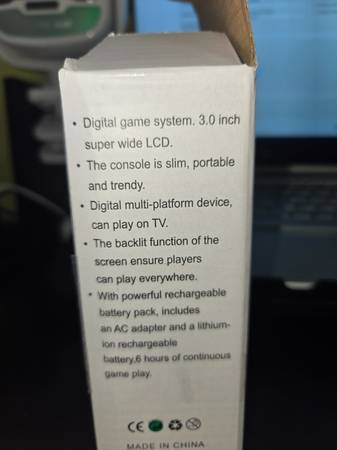 • Digital game system. 3.0 inch
super wide LCD.
• The console is slim, portable
and trendy.
• Digital multi-platform device,
can play on TV.
• The backlit function of the
screen ensure players
can play everywhere.
• With powerful rechargeable
battery pack, includes
an AC adapter and a lithium-
ion rechargeable
battery,6 hours of continuous
game play.
CE
MADE IN CHINA